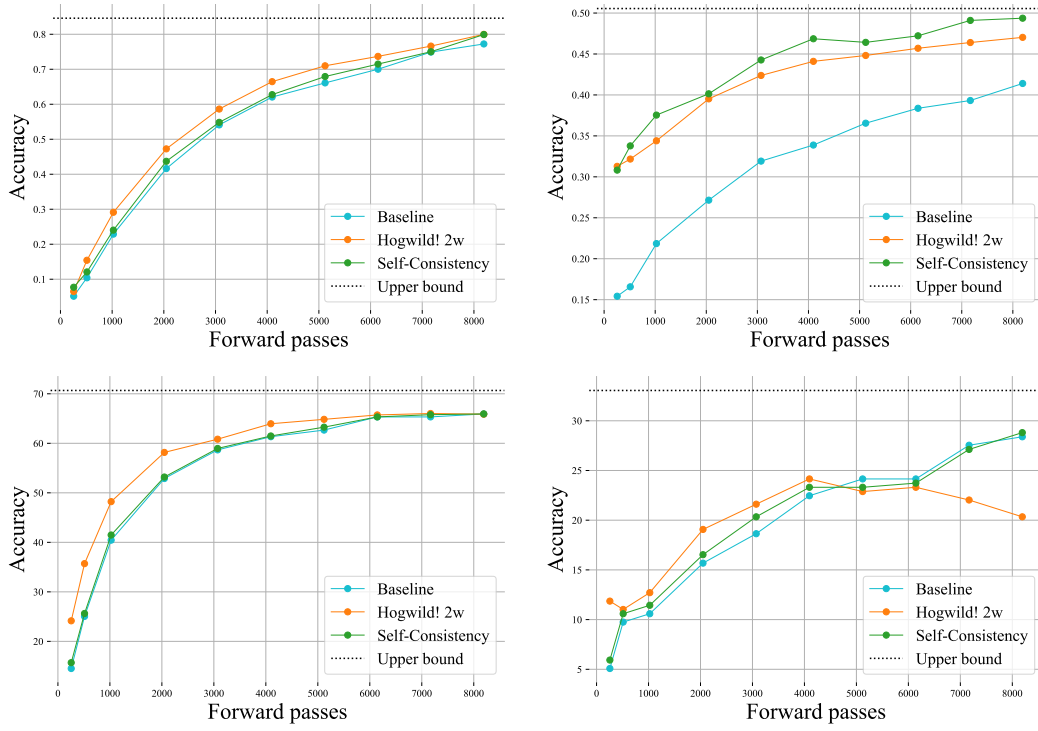 0.8
0.7
0.6
0.5
0.4
0.3
0.2
0.1
Accuracy
Baseline
Hogwild! 2w
Self-Consistency
Upper bound
0 1000 2000 3000 4000 5000 6000 7000 8000
Forward passes
0.50
0.45
0.40
0.35
0.30
0.25
0.20
0.15
Accuracy
Baseline
Hogwild! 2w
Self-Consistency
Upper bound
0 1000 2000 3000 4000 5000 6000 7000 8000
Forward passes
70
60
50
40
30
20
Accuracy
Baseline
Hogwild! 2w
Self-Consistency
Upper bound
0 1000 2000 3000 4000 5000 6000 7000 8000
Forward passes
30
25
20
15
10
5
Accuracy
Baseline
Hogwild! 2w
Self-Consistency
Upper bound
0 1000 2000 3000 4000 5000 6000 7000 8000
Forward passes